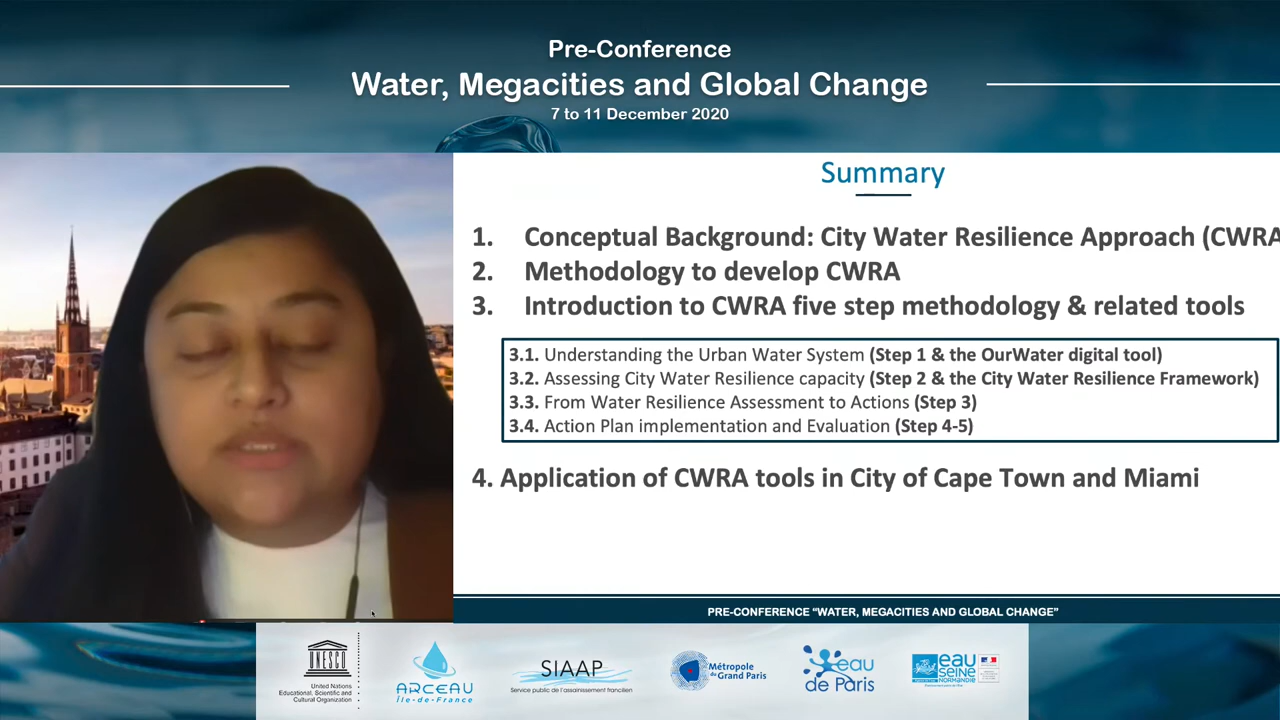 Pre-Conference
Water, Megacities and Global Change
7 to 11 December 2020
Summary
1. Conceptual Background: City Water Resilience Approach (CWRA
2. Methodology to develop CWRA
3. Introduction to CWRA five step methodology & related tools
3.1. Understanding the Urban Water System (Step 1 & the OurWater digital tool)
3.2. Assessing City Water Resilience capacity (Step 2 & the City Water Resilience Framework)
3.3. From Water Resilience Assessment to Actions (Step 3)
3.4. Action Plan implementation and Evaluation (Step 4-5)
4. Application of CWRA tools in City of Cape Town and Miami
PRE-CONFERENCE “WATER, MEGACITIES AND GLOBAL CHANGE”
UNESCO
United Nations
Educational, Scientific and
Cultural Organization
ARCEAU
Île-de-France
SIAAP
Service public de l'assainissement francilien
Métropole
du Grand Paris
eau
de Paris
eau
SEINE
NORMANDIE